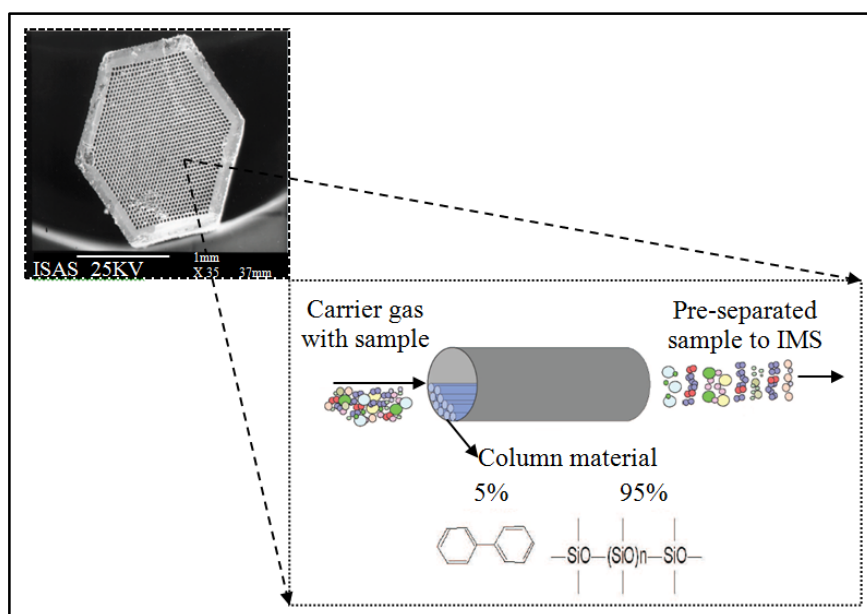 1mm
ISAS 25KV X 35 37mm
Carrier gas
with sample
Pre-separated
sample to IMS
Column material
5% 95%
—SiO—(SiO)n—SiO—